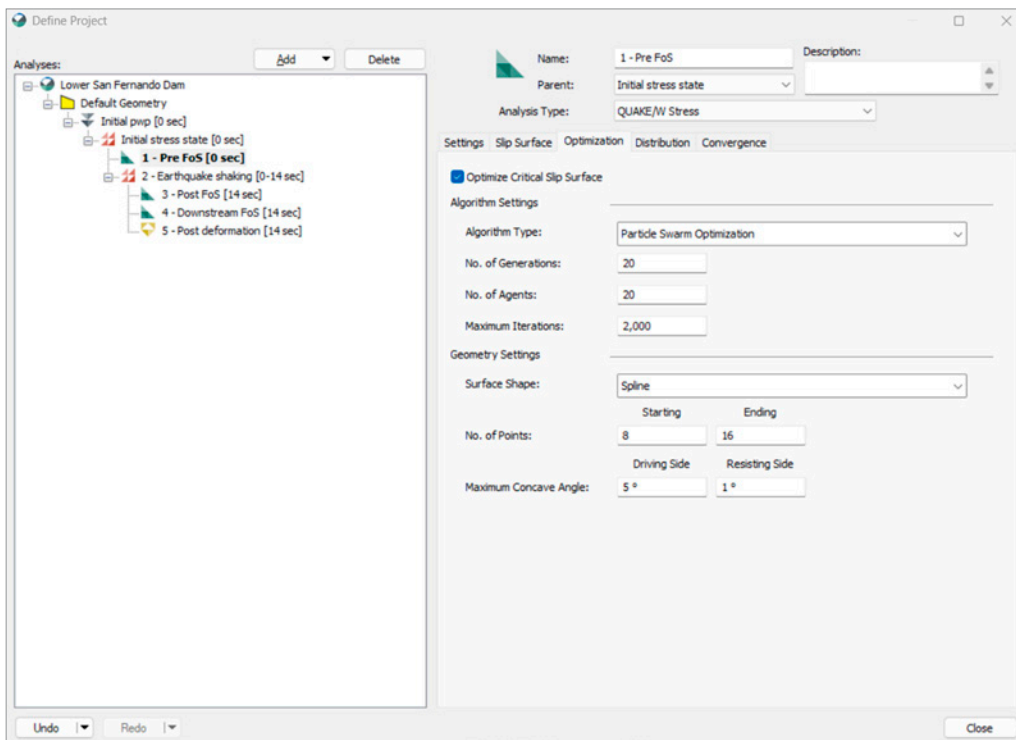 Define Project
Analyses:
Add
Delete
Lower San Fernando Dam
Default Geometry
Initial pwp [0 sec]
Initial stress state [0 sec]
1 - Pre FoS [0 sec]
2 - Earthquake shaking [0-14 sec]
3 - Post FoS [14 sec]
4 - Downstream FoS [14 sec]
5 - Post deformation [14 sec]
Name: 1 - Pre FoS
Description:
Parent: Initial stress state
Analysis Type: QUAKE/W Stress
Settings Slip Surface Optimization Distribution Convergence
Optimize Critical Slip Surface
Algorithm Settings
Algorithm Type: Particle Swarm Optimization
No. of Generations: 20
No. of Agents: 20
Maximum Iterations: 2,000
Geometry Settings
Surface Shape: Spline
Starting Ending
No. of Points: 8 16
Driving Side Resisting Side
Maximum Concave Angle: 5 ° 1 °
Undo Redo Close